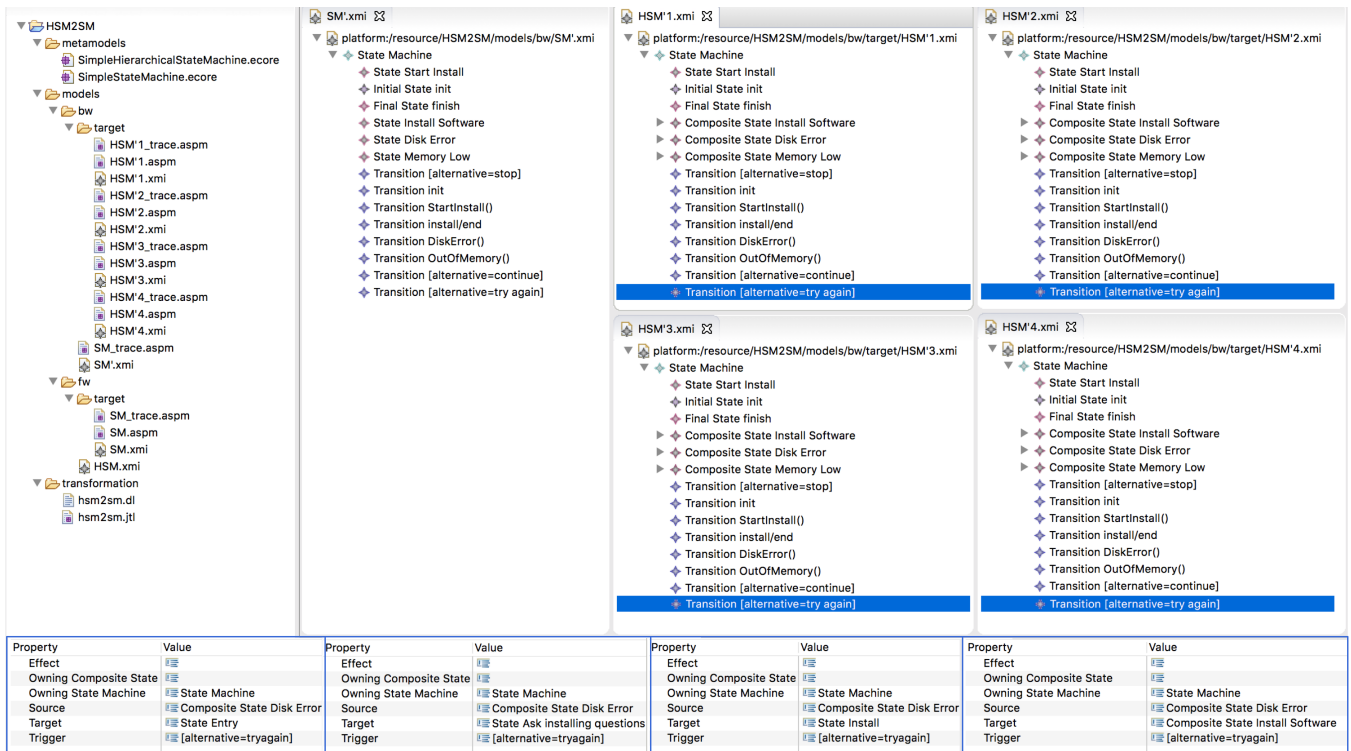 HSM2SM
metamodels
SimpleHierarchicalStateMachine.ecore
SimpleStateMachine.ecore
models
bw
target
HSM'1_trace.aspm
HSM'1.aspm
HSM'1.xmi
HSM'2_trace.aspm
HSM'2.aspm
HSM'2.xmi
HSM'3_trace.aspm
HSM'3.aspm
HSM'3.xmi
HSM'4_trace.aspm
HSM'4.aspm
HSM'4.xmi
SM_trace.aspm
SM'.xmi
fw
target
SM_trace.aspm
SM.aspm
SM.xmi
HSM.xmi
transformation
hsm2sm.dl
hsm2sm.jtl
SM'.xmi
platform:/resource/HSM2SM/models/bw/SM'.xmi
State Machine
State Start Install
Initial State init
Final State finish
State Install Software
State Disk Error
State Memory Low
Transition [alternative=stop]
Transition init
Transition StartInstall()
Transition install/end
Transition DiskError()
Transition OutOfMemory()
Transition [alternative=continue]
Transition [alternative=try again]
HSM'1.xmi
platform:/resource/HSM2SM/models/bw/target/HSM'1.xmi
State Machine
State Start Install
Initial State init
Final State finish
Composite State Install Software
Composite State Disk Error
Composite State Memory Low
Transition [alternative=stop]
Transition init
Transition StartInstall()
Transition install/end
Transition DiskError()
Transition OutOfMemory()
Transition [alternative=continue]
Transition [alternative=try again]
HSM'2.xmi
platform:/resource/HSM2SM/models/bw/target/HSM'2.xmi
State Machine
State Start Install
Initial State init
Final State finish
Composite State Install Software
Composite State Disk Error
Composite State Memory Low
Transition [alternative=stop]
Transition init
Transition StartInstall()
Transition install/end
Transition DiskError()
Transition OutOfMemory()
Transition [alternative=continue]
Transition [alternative=try again]
HSM'3.xmi
platform:/resource/HSM2SM/models/bw/target/HSM'3.xmi
State Machine
State Start Install
Initial State init
Final State finish
Composite State Install Software
Composite State Disk Error
Composite State Memory Low
Transition [alternative=stop]
Transition init
Transition StartInstall()
Transition install/end
Transition DiskError()
Transition OutOfMemory()
Transition [alternative=continue]
Transition [alternative=try again]
HSM'4.xmi
platform:/resource/HSM2SM/models/bw/target/HSM'4.xmi
State Machine
State Start Install
Initial State init
Final State finish
Composite State Install Software
Composite State Disk Error
Composite State Memory Low
Transition [alternative=stop]
Transition init
Transition StartInstall()
Transition install/end
Transition DiskError()
Transition OutOfMemory()
Transition [alternative=continue]
Transition [alternative=try again]
Property Value
Effect
Owning Composite State
Owning State Machine State Machine
Source Composite State Disk Error
Target State Entry
Trigger [alternative=tryagain]
Property Value
Effect
Owning Composite State
Owning State Machine State Machine
Source Composite State Disk Error
Target State Ask installing questions
Trigger [alternative=tryagain]
Property Value
Effect
Owning Composite State
Owning State Machine State Machine
Source Composite State Disk Error
Target State Install
Trigger [alternative=tryagain]
Property Value
Effect
Owning Composite State
Owning State Machine State Machine
Source Composite State Disk Error
Target Composite State Install Software
Trigger [alternative=tryagain]